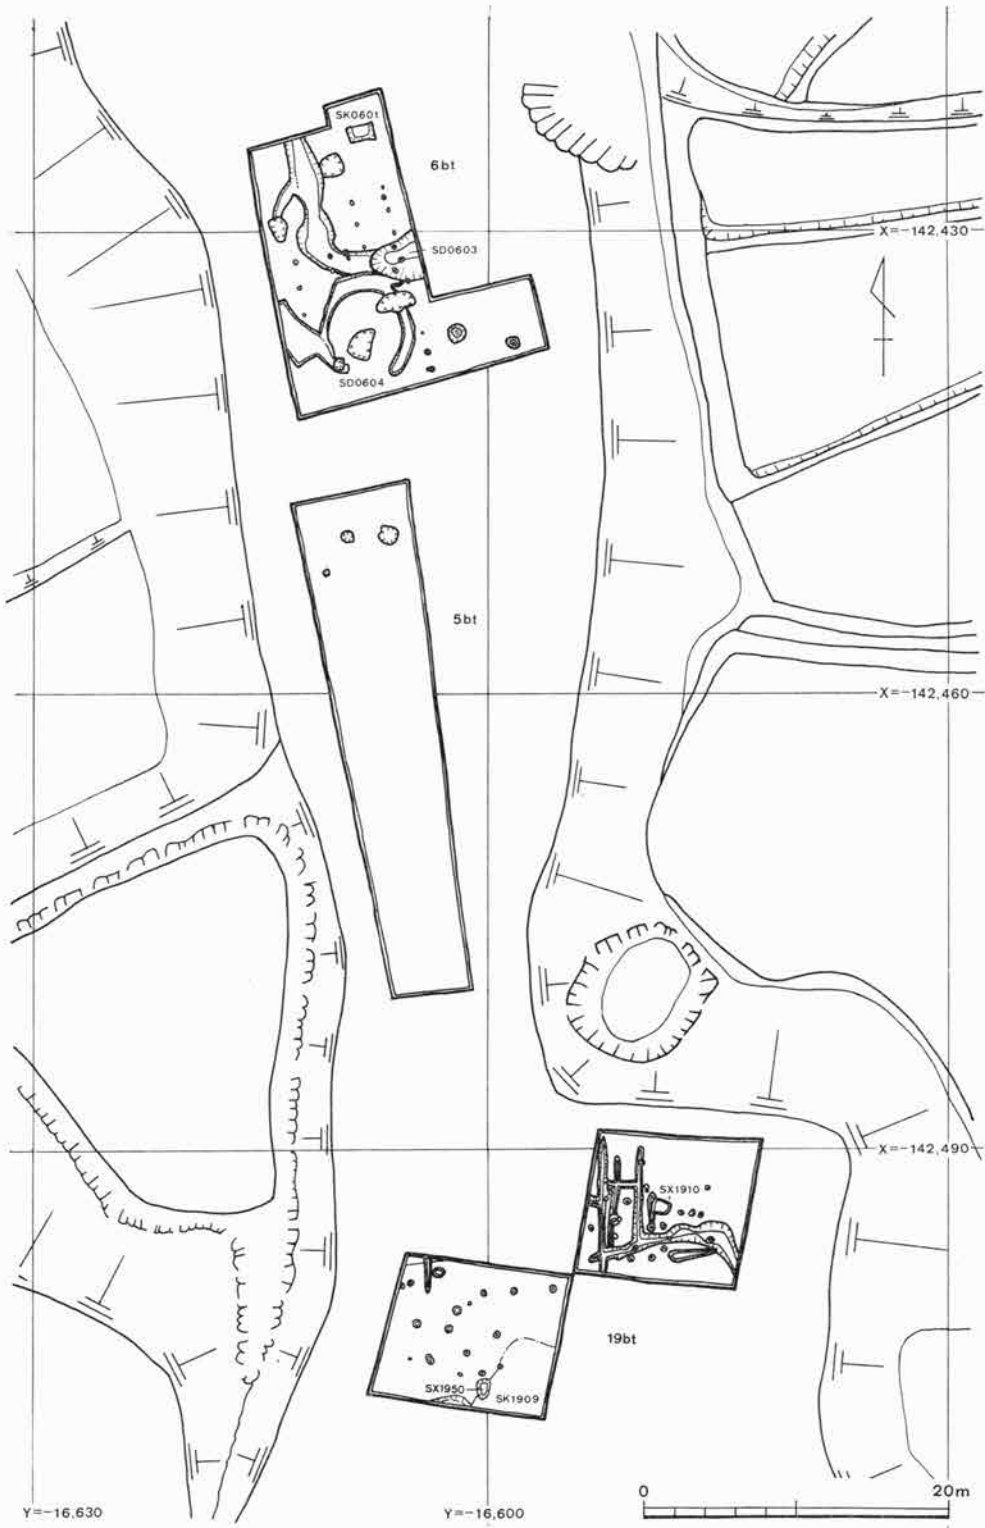 SK0601
6bt
X=-142,430
SD0603
SD0604
5bt
X=-142,460
X=-142,490
SX1910
19bt
SX1950
SK1909
0 20m
Y=-16,630
Y=-16,600